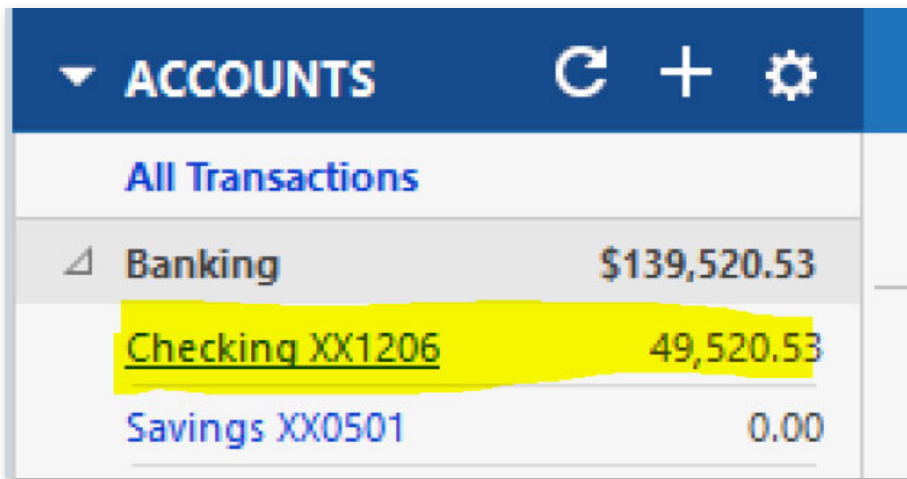 ACCOUNTS
All Transactions
Banking $139,520.53
Checking XX1206 49,520.53
Savings XX0501 0.00